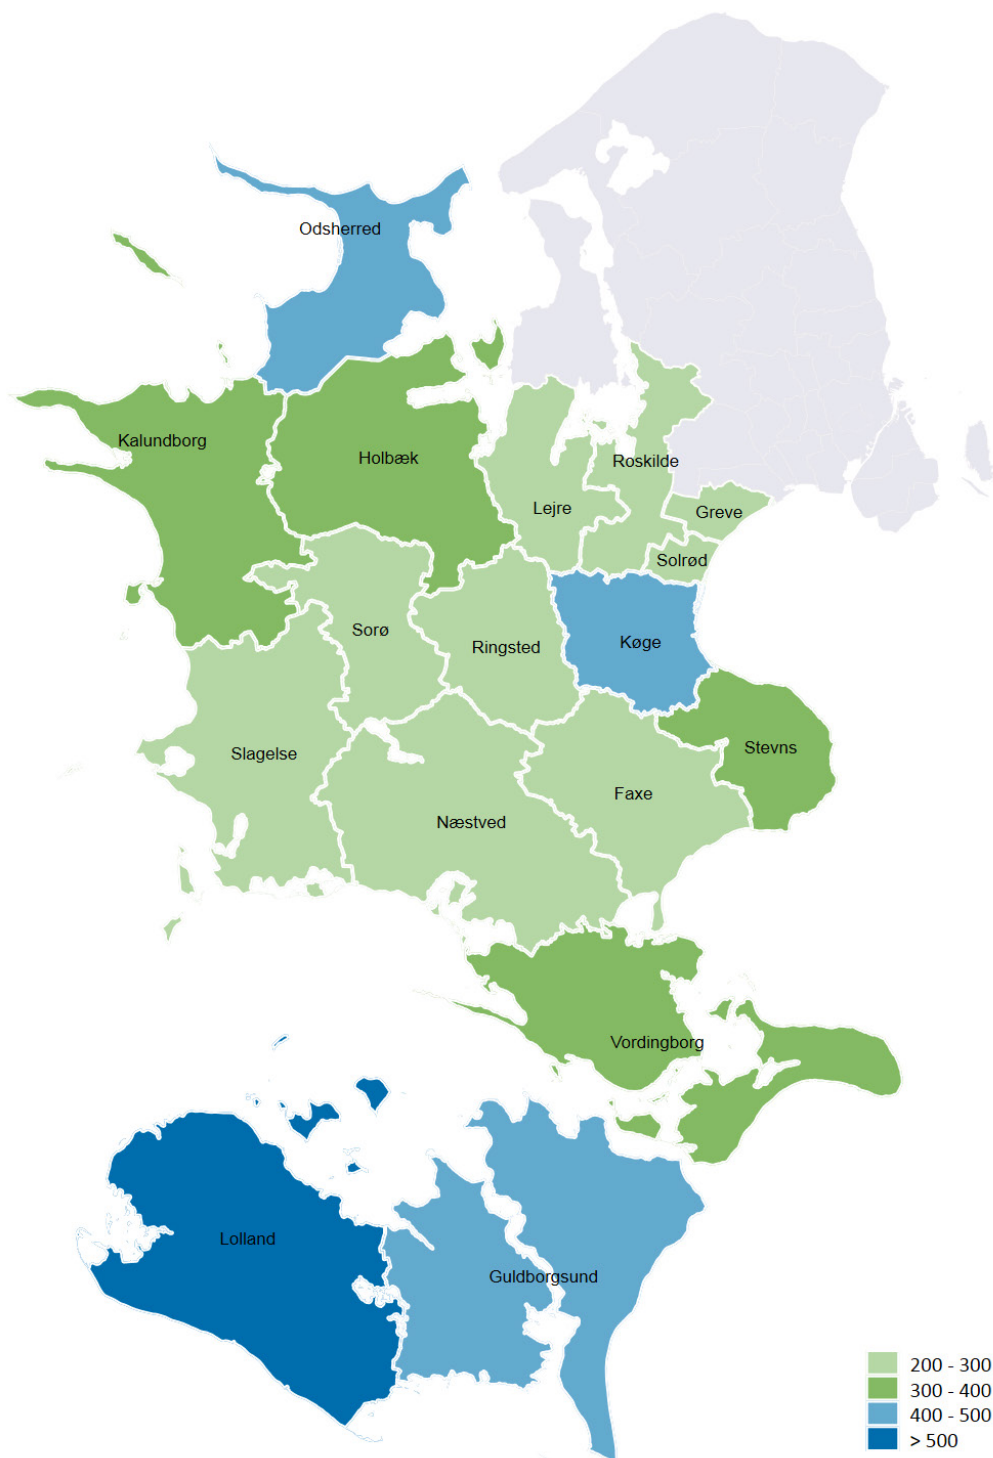 Odsherred
Kalundborg
Holbæk
Roskilde
Lejre
Greve
Solrød
Sorø
Ringsted
Køge
Slagelse
Stevns
Faxe
Næstved
Vordingborg
Lolland
Guldborgsund
200 - 300
300 - 400
400 - 500
> 500